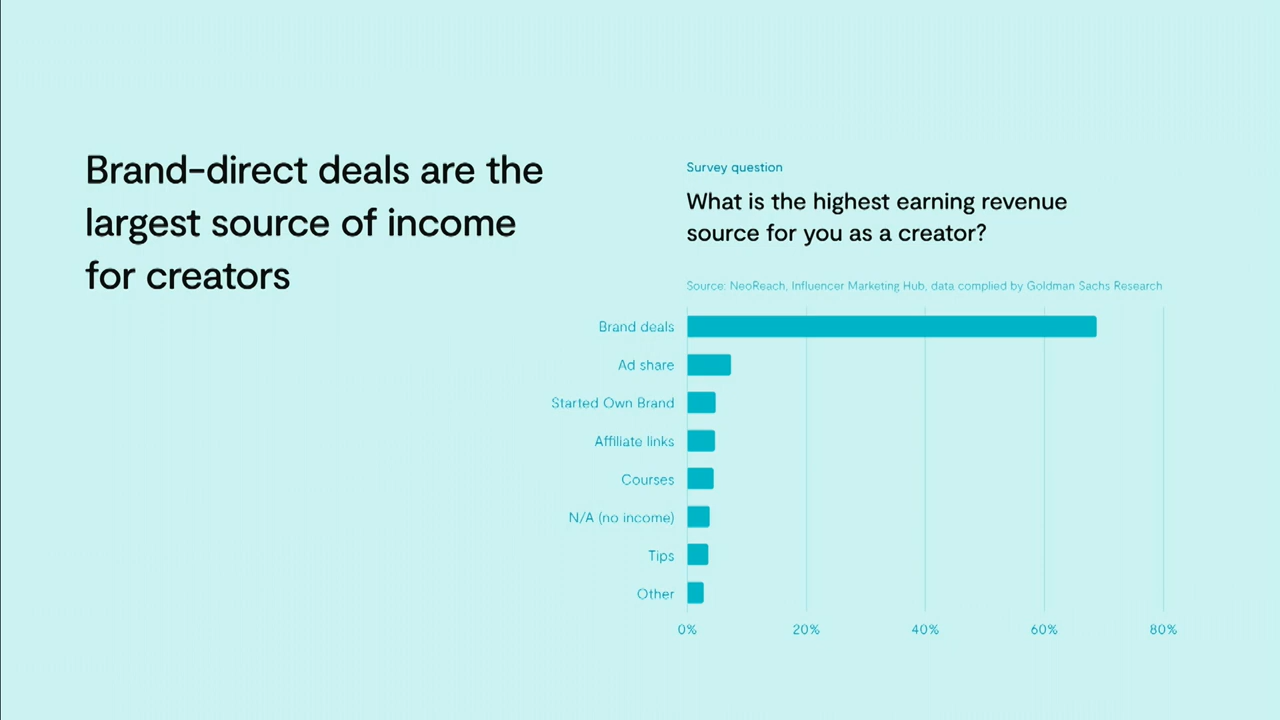 Brand-direct deals are the
largest source of income
for creators
Survey question
What is the highest earning revenue
source for you as a creator?
Source: NeoReach, Influencer Marketing Hub, data complied by Goldman Sachs Research
Brand deals
Ad share
Started Own Brand
Affiliate links
Courses
N/A (no income)
Tips
Other
0% 20% 40% 60% 80%